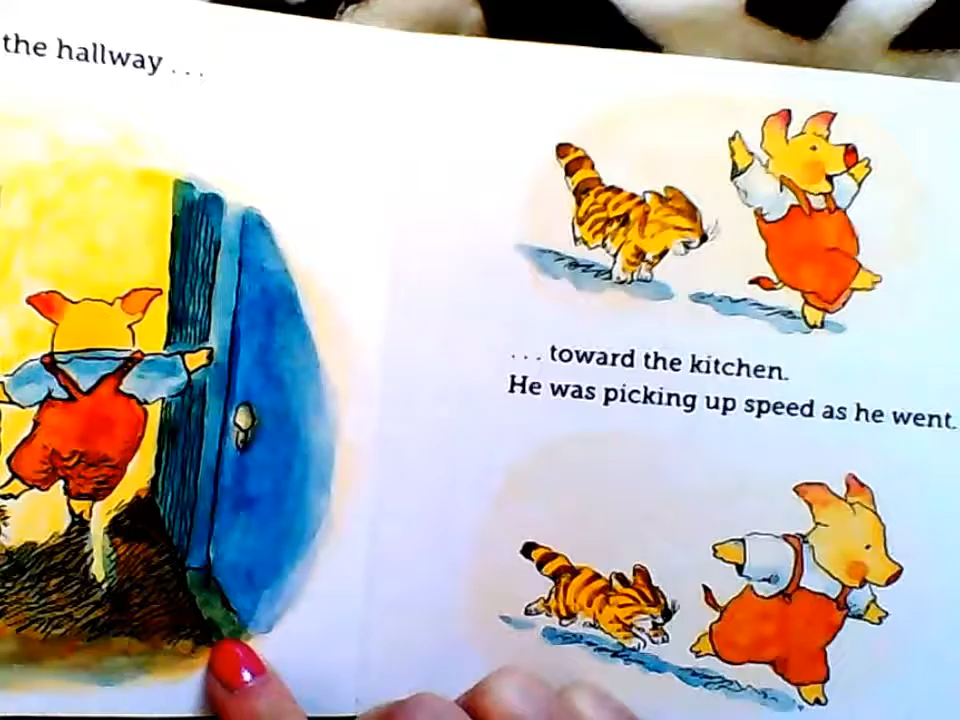 the hallway . . .
. . . toward the kitchen.
He was picking up speed as he went.